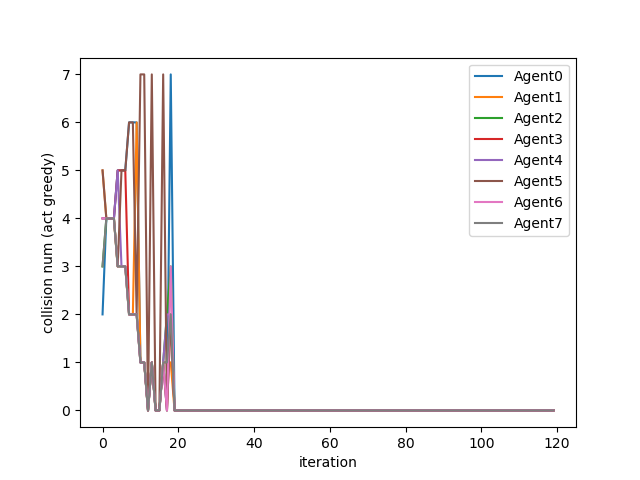 7
6
5
4
3
2
1
0
collision num (act greedy)
0 20 40 60 80 100 120
iteration
Agent0
Agent1
Agent2
Agent3
Agent4
Agent5
Agent6
Agent7